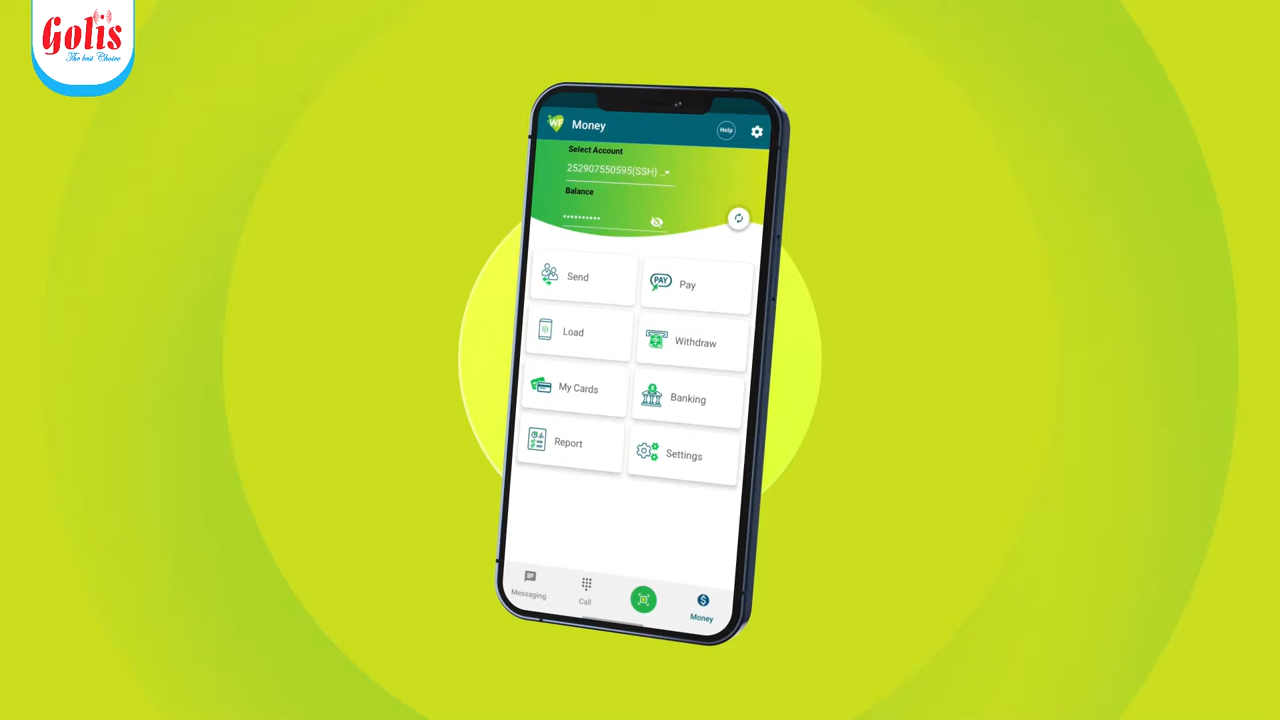 Golis
The best Choice
WF
Money
Help
Select Account
252907550595(SSH) ...
Balance
Send
Pay
PAY
Load
Withdraw
My Cards
Banking
Report
Settings
Messaging
Call
Money